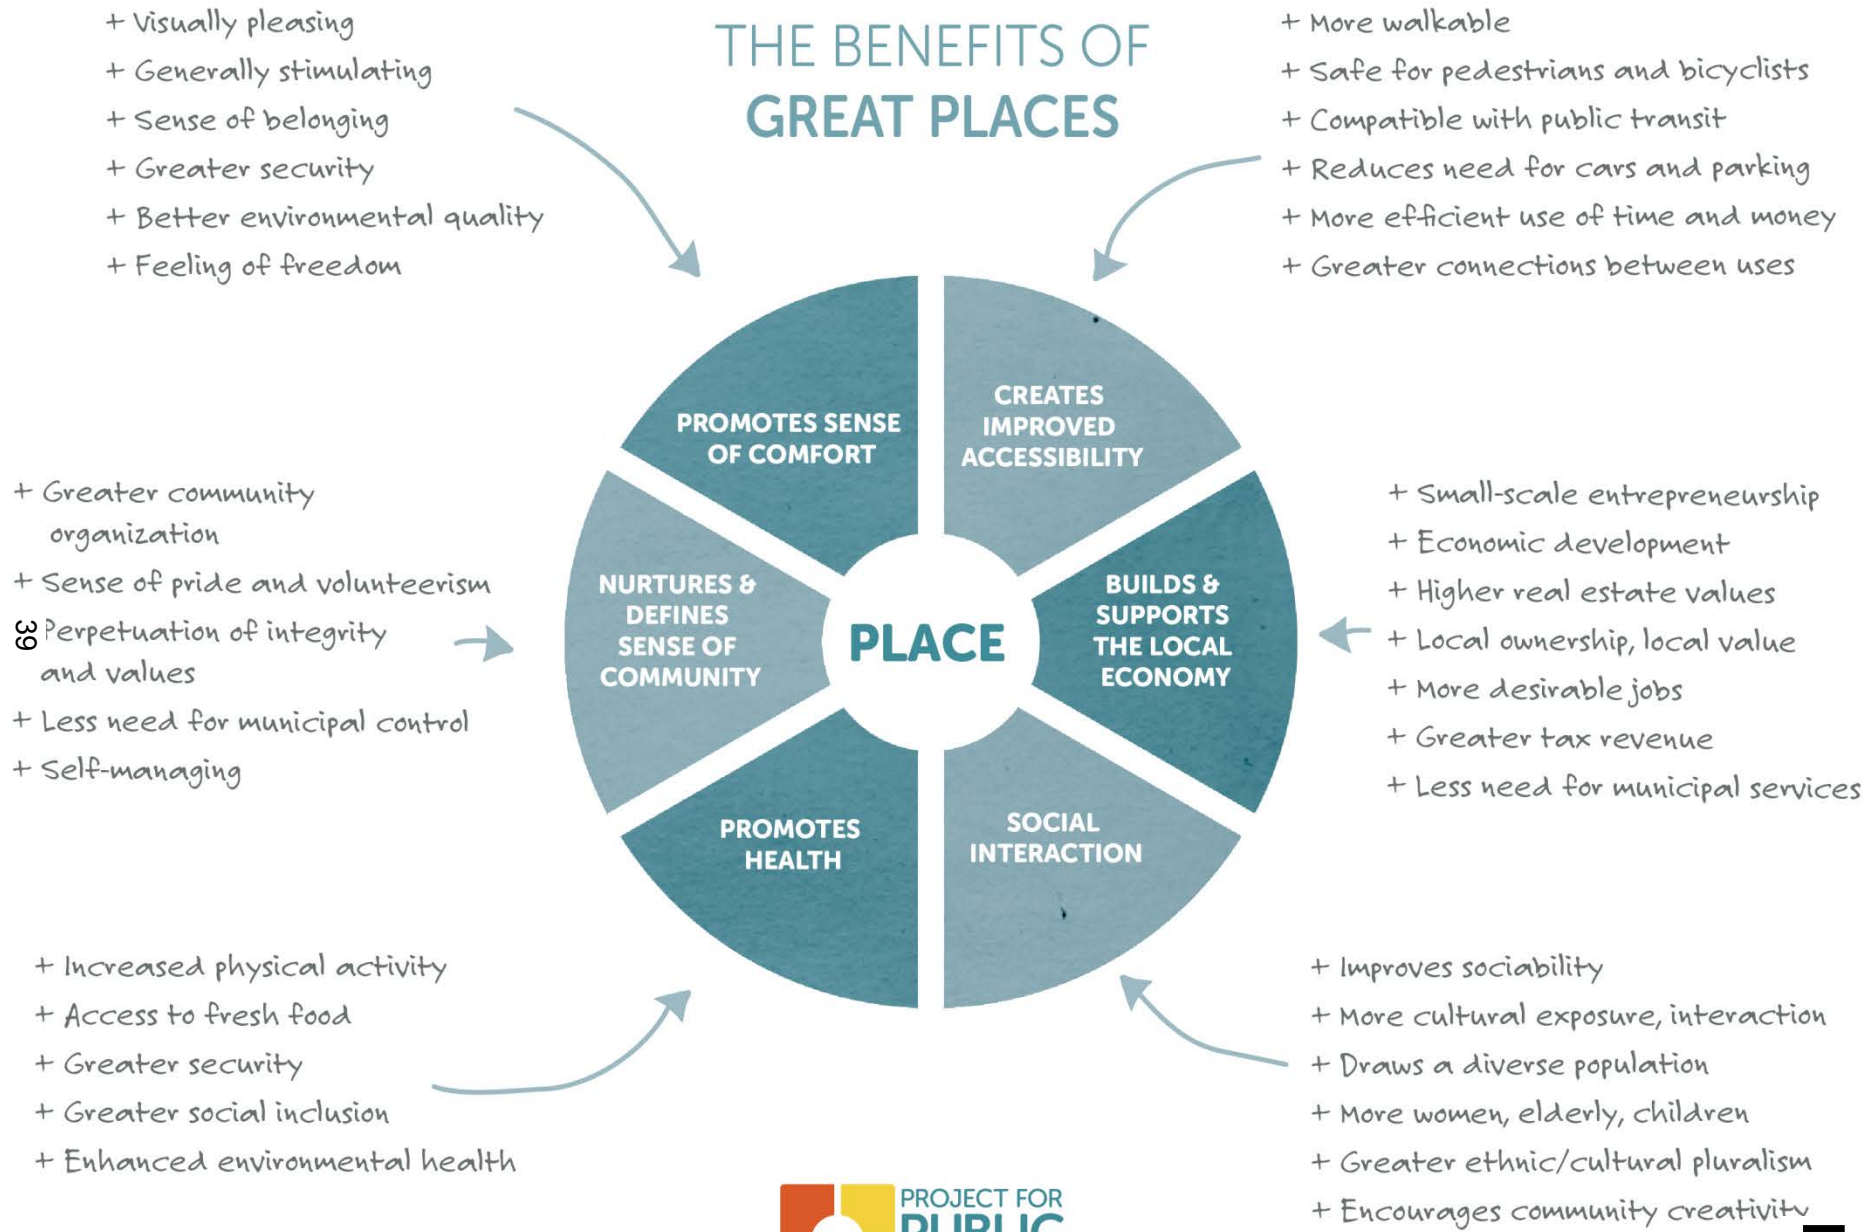 THE BENEFITS OF
GREAT PLACES
+ Visually pleasing
+ Generally stimulating
+ Sense of belonging
+ Greater security
+ Better environmental quality
+ Feeling of freedom
+ More walkable
+ Safe for pedestrians and bicyclists
+ Compatible with public transit
+ Reduces need for cars and parking
+ More efficient use of time and money
+ Greater connections between uses
PROMOTES SENSE
OF COMFORT
CREATES
IMPROVED
ACCESSIBILITY
+ Greater community
organization
+ Sense of pride and volunteerism
39
Perpetuation of integrity
and values
+ Less need for municipal control
+ Self-managing
NURTURES &
DEFINES
SENSE OF
COMMUNITY
PLACE
BUILDS &
SUPPORTS
THE LOCAL
ECONOMY
+ Small-scale entrepreneurship
+ Economic development
+ Higher real estate values
+ Local ownership, local value
+ More desirable jobs
+ Greater tax revenue
+ Less need for municipal services
PROMOTES
HEALTH
SOCIAL
INTERACTION
+ Increased physical activity
+ Access to fresh food
+ Greater security
+ Greater social inclusion
+ Enhanced environmental health
+ Improves sociability
+ More cultural exposure, interaction
+ Draws a diverse population
+ More women, elderly, children
+ Greater ethnic/cultural pluralism
+ Encourages community creativity
PROJECT FOR
PUBLIC